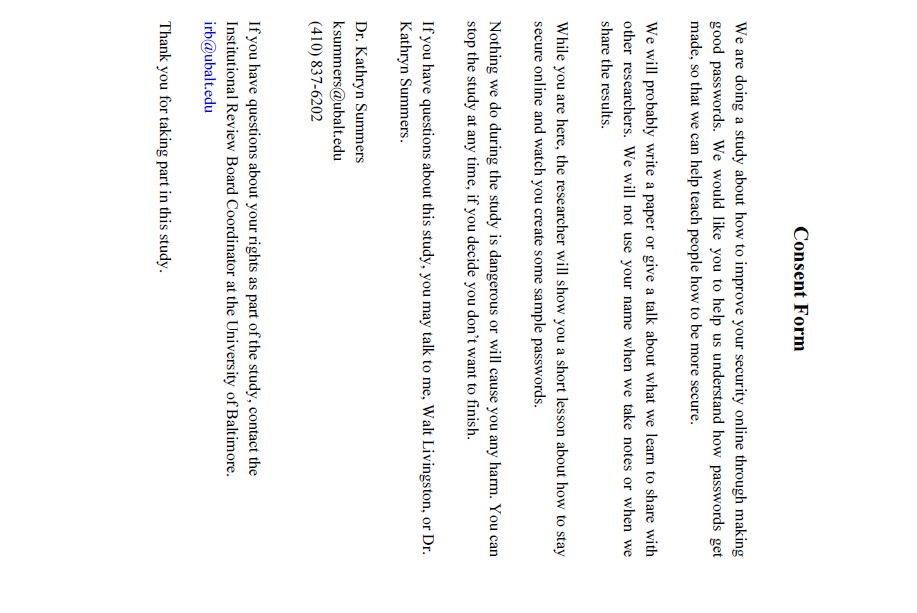 Consent Form
We are doing a study about how to improve your security online through making
good passwords. We would like you to help us understand how passwords get
made, so that we can help teach people how to be more secure.
We will probably write a paper or give a talk about what we learn to share with
other researchers. We will not use your name when we take notes or when we
share the results.
While you are here, the researcher will show you a short lesson about how to stay
secure online and watch you create some sample passwords.
Nothing we do during the study is dangerous or will cause you any harm. You can
stop the study at any time, if you decide you don't want to finish.
If you have questions about this study, you may talk to me, Walt Livingston, or Dr.
Kathryn Summers.
Dr. Kathryn Summers
ksummers@ubalt.edu
(410) 837-6202
If you have questions about your rights as part of the study, contact the
Institutional Review Board Coordinator at the University of Baltimore.
irb@ubalt.edu
Thank you for taking part in this study.